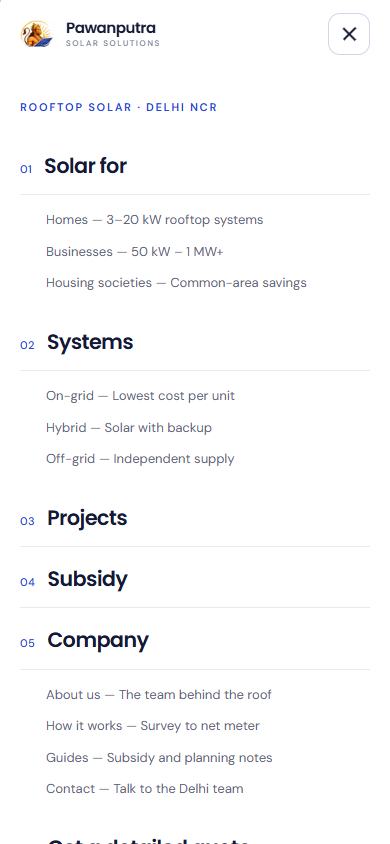 Pawanputra
SOLAR SOLUTIONS
ROOFTOP SOLAR · DELHI NCR
01 Solar for
Homes — 3–20 kW rooftop systems
Businesses — 50 kW – 1 MW+
Housing societies — Common-area savings
02 Systems
On-grid — Lowest cost per unit
Hybrid — Solar with backup
Off-grid — Independent supply
03 Projects
04 Subsidy
05 Company
About us — The team behind the roof
How it works — Survey to net meter
Guides — Subsidy and planning notes
Contact — Talk to the Delhi team
Get a detailed quote